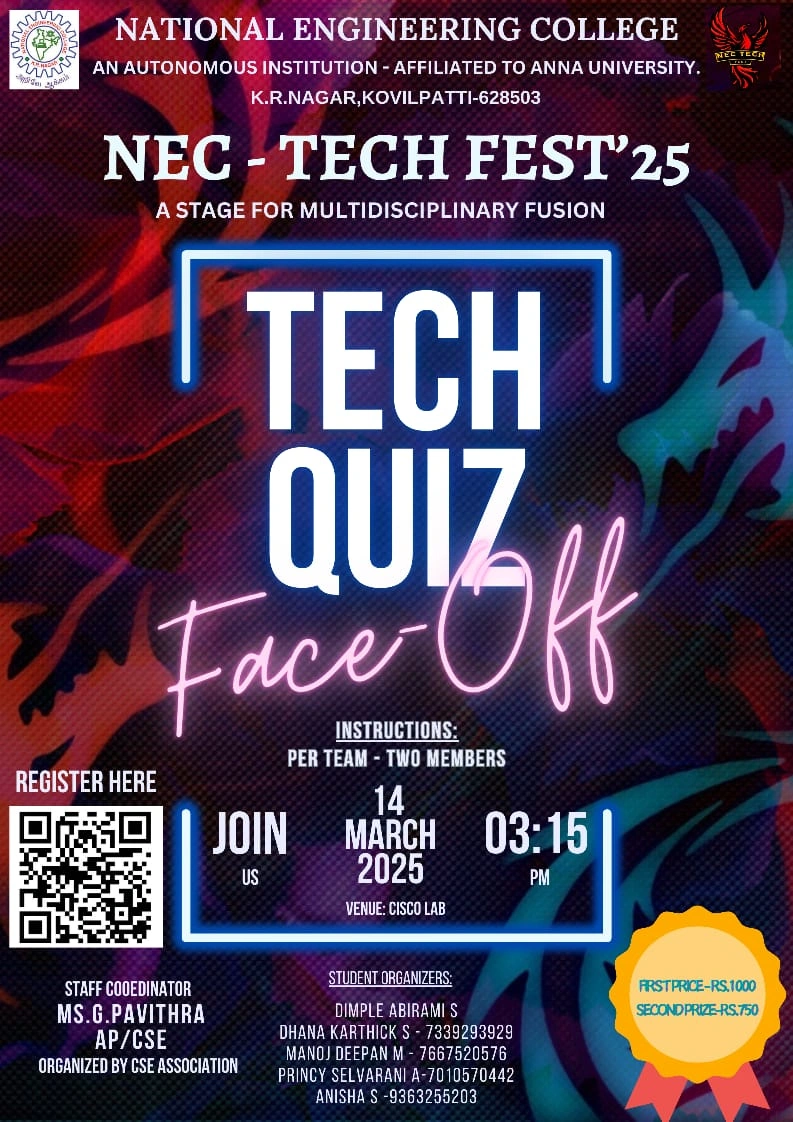 NATIONAL ENGINEERING COLLEGE
AN AUTONOMOUS INSTITUTION - AFFILIATED TO ANNA UNIVERSITY.
K.R.NAGAR,KOVILPATTI-628503
NEC TECH
NEC - TECH FEST'25
A STAGE FOR MULTIDISCIPLINARY FUSION
TECH
QUIZ
Face-Off
INSTRUCTIONS:
PER TEAM - TWO MEMBERS
REGISTER HERE
JOIN
US
14
MARCH
2025
03:15
PM
VENUE: CISCO LAB
STAFF COOEDINATOR
MS.G.PAVITHRA
AP/CSE
ORGANIZED BY CSE ASSOCIATION
STUDENT ORGANIZERS:
DIMPLE ABIRAMI S
DHANA KARTHICK S - 7339293929
MANOJ DEEPAN M - 7667520576
PRINCY SELVARANI A-7010570442
ANISHA S -9363255203
FIRST PRICE-RS.1000
SECOND PRIZE-RS.750